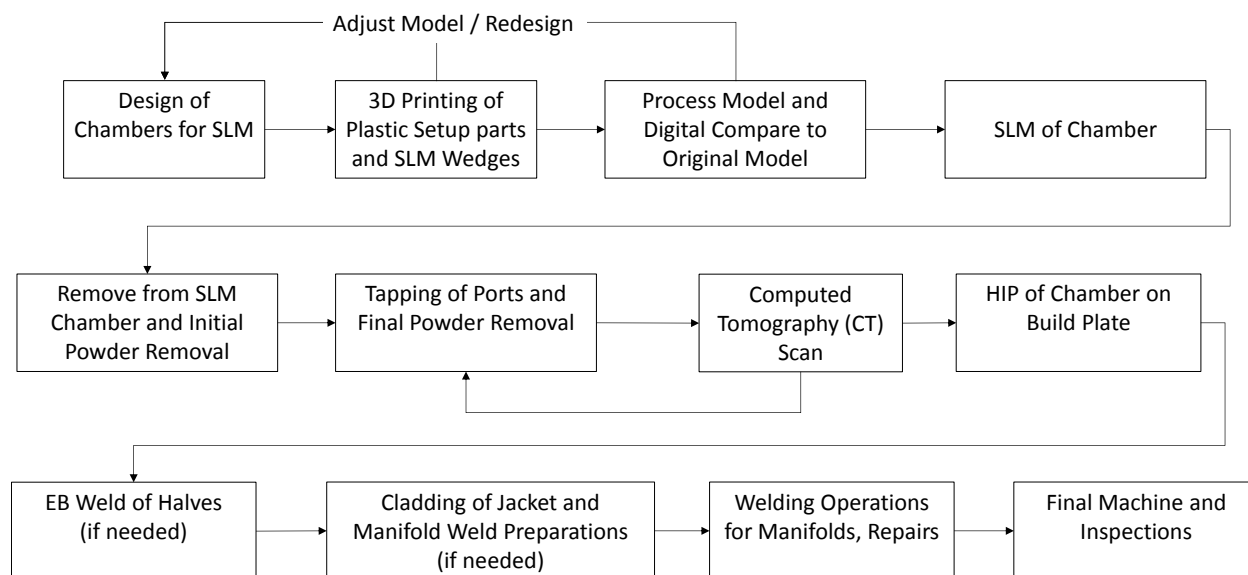 Adjust Model / Redesign
Design of
Chambers for SLM
3D Printing of
Plastic Setup parts
and SLM Wedges
Process Model and
Digital Compare to
Original Model
SLM of Chamber
Remove from SLM
Chamber and Initial
Powder Removal
Tapping of Ports and
Final Powder Removal
Computed
Tomography (CT)
Scan
HIP of Chamber on
Build Plate
EB Weld of Halves
(if needed)
Cladding of Jacket and
Manifold Weld Preparations
(if needed)
Welding Operations
for Manifolds, Repairs
Final Machine and
Inspections